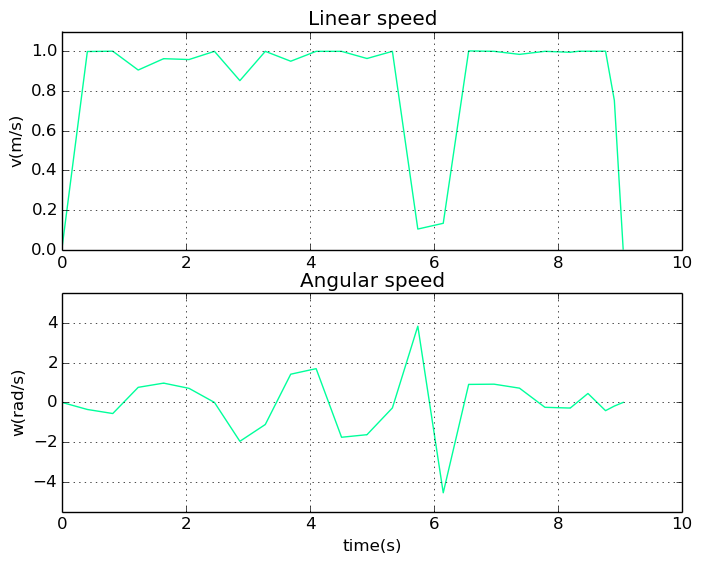 Linear speed
v(m/s)
1.0
0.8
0.6
0.4
0.2
0.0
0 2 4 6 8 10
Angular speed
w(rad/s)
4
2
0
−2
−4
0 2 4 6 8 10
time(s)